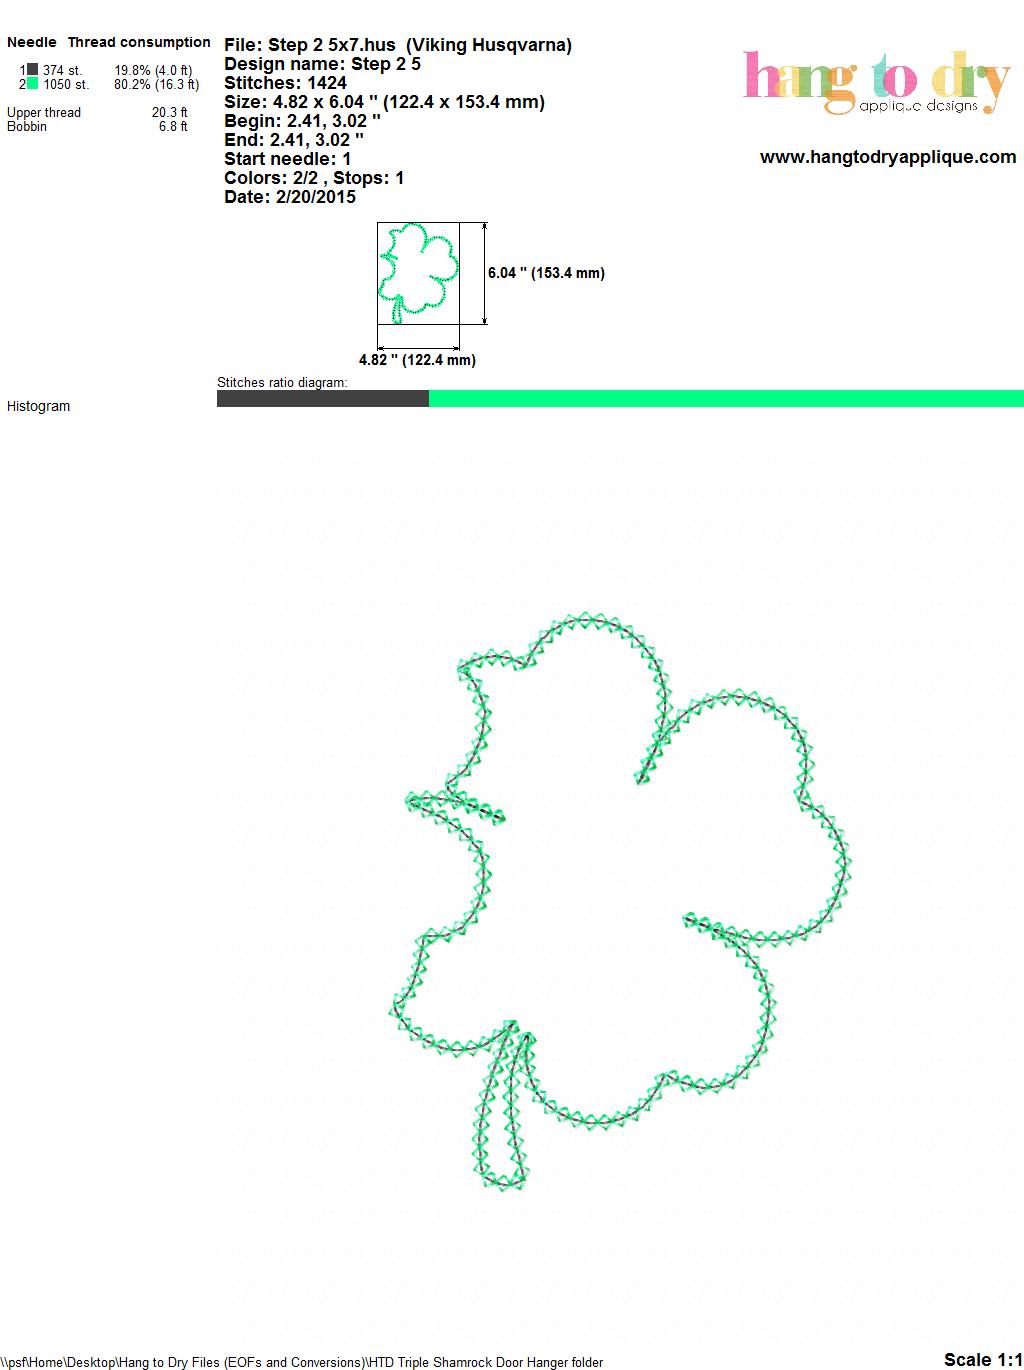 Needle Thread consumption
1 374 st. 19.8% (4.0 ft)
2 1050 st. 80.2% (16.3 ft)
Upper thread 20.3 ft
Bobbin 6.8 ft
File: Step 2 5x7.hus (Viking Husqvarna)
Design name: Step 2 5
Stitches: 1424
Size: 4.82 x 6.04 " (122.4 x 153.4 mm)
Begin: 2.41, 3.02 "
End: 2.41, 3.02 "
Start needle: 1
Colors: 2/2 , Stops: 1
Date: 2/20/2015
hang to dry
applique designs
www.hangtodryapplique.com
6.04 " (153.4 mm)
4.82 " (122.4 mm)
Stitches ratio diagram:
Histogram
\\psf\Home\Desktop\Hang to Dry Files (EOFs and Conversions)\HTD Triple Shamrock Door Hanger folder
Scale 1:1